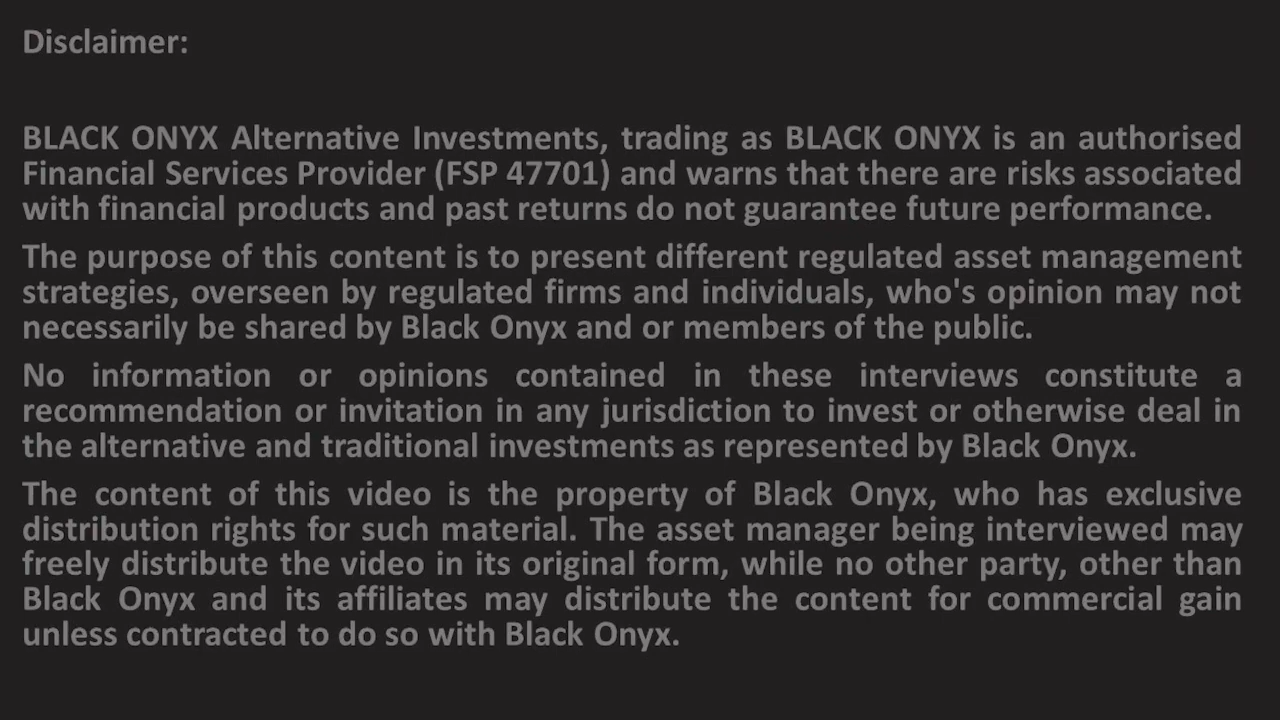 Disclaimer:
BLACK ONYX Alternative Investments, trading as BLACK ONYX is an authorised
Financial Services Provider (FSP 47701) and warns that there are risks associated
with financial products and past returns do not guarantee future performance.
The purpose of this content is to present different regulated asset management
strategies, overseen by regulated firms and individuals, who's opinion may not
necessarily be shared by Black Onyx and or members of the public.
No information or opinions contained in these interviews constitute a
recommendation or invitation in any jurisdiction to invest or otherwise deal in
the alternative and traditional investments as represented by Black Onyx.
The content of this video is the property of Black Onyx, who has exclusive
distribution rights for such material. The asset manager being interviewed may
freely distribute the video in its original form, while no other party, other than
Black Onyx and its affiliates may distribute the content for commercial gain
unless contracted to do so with Black Onyx.